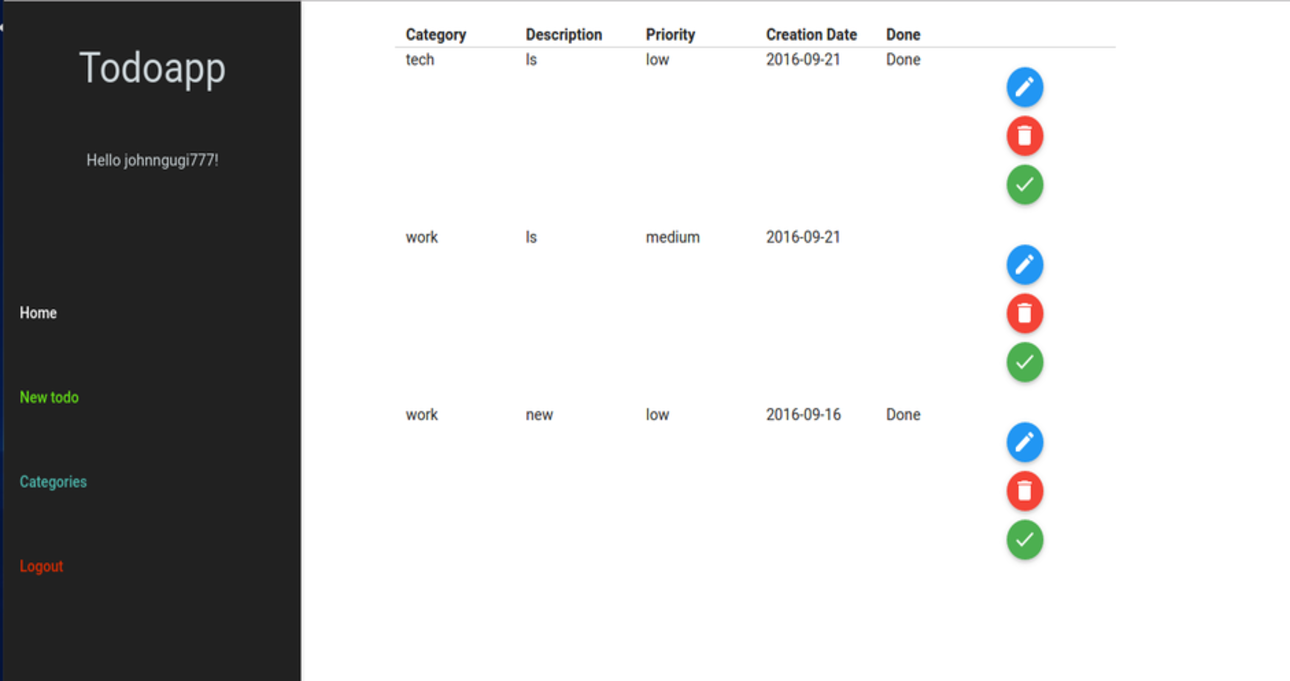 Todoapp
Hello johnngugi777!
Home
New todo
Categories
Logout
Category Description Priority Creation Date Done
tech ls low 2016-09-21 Done
work ls medium 2016-09-21
work new low 2016-09-16 Done